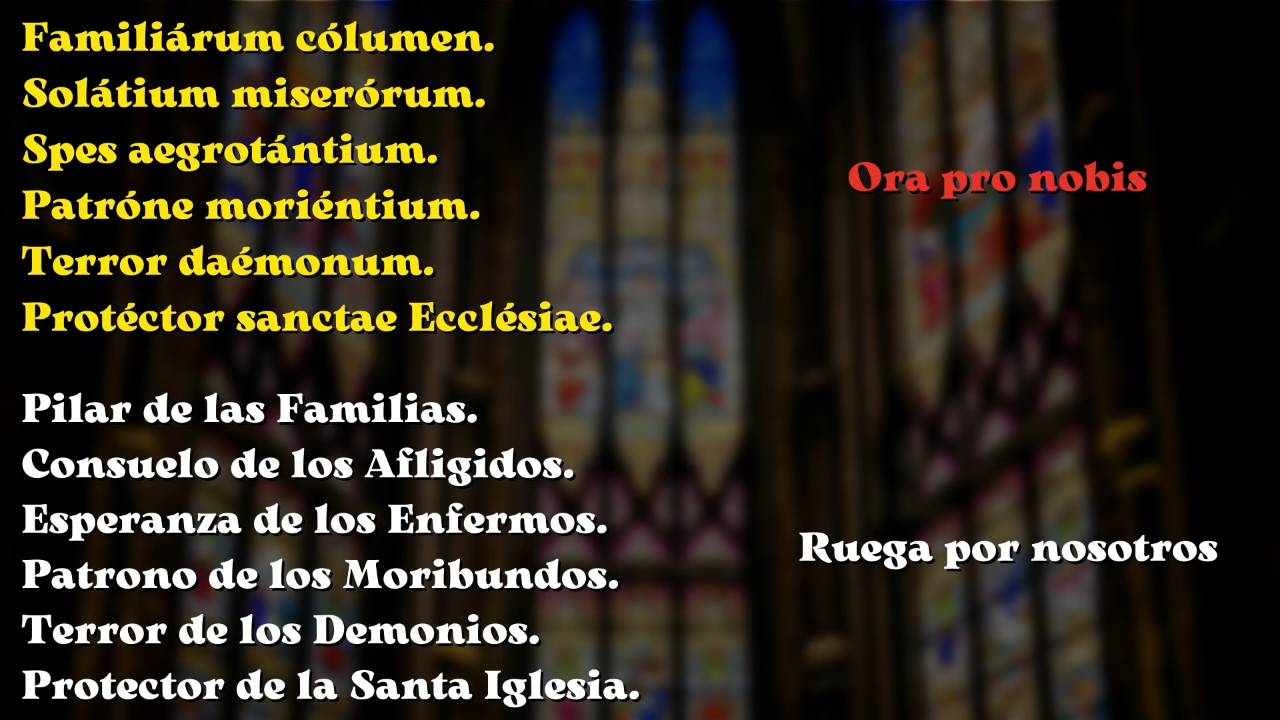 Familiárum cólumen.
Solátium miserórum.
Spes aegrotántium.
Patróne moriéntium.
Terror daémonum.
Protéctor sanctae Ecclésiae.
Ora pro nobis
Pilar de las Familias.
Consuelo de los Afligidos.
Esperanza de los Enfermos.
Patrono de los Moribundos.
Terror de los Demonios.
Protector de la Santa Iglesia.
Ruega por nosotros